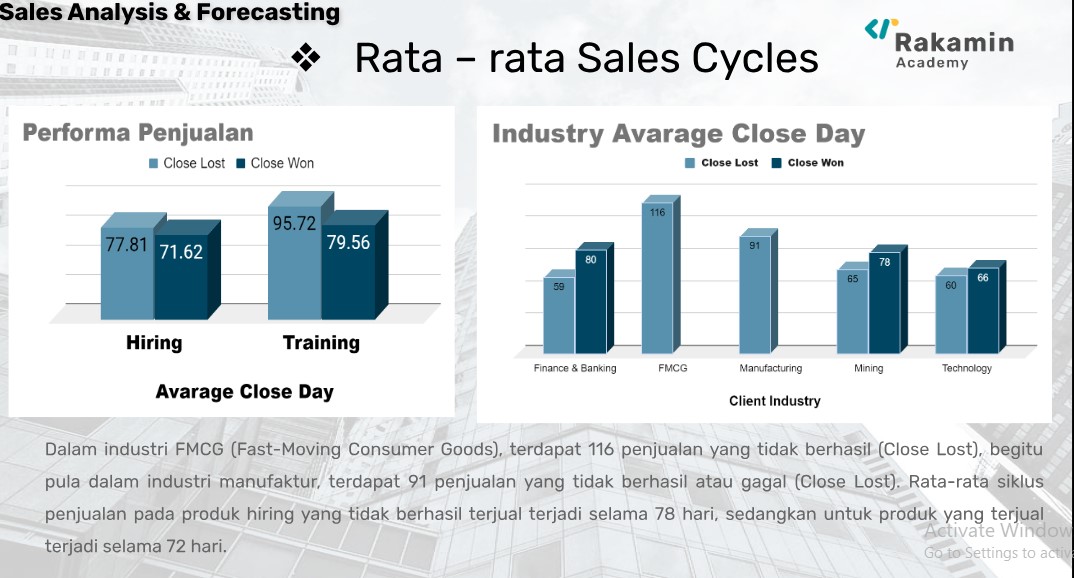 Sales Analysis & Forecasting
❖ Rata – rata Sales Cycles
Rakamin
Academy
Performa Penjualan
Close Lost Close Won
77.81
71.62
95.72
79.56
Hiring
Training
Avarage Close Day
Industry Avarage Close Day
Close Lost Close Won
59
80
116
91
65
78
60
66
Finance & Banking
FMCG
Manufacturing
Mining
Technology
Client Industry
Dalam industri FMCG (Fast-Moving Consumer Goods), terdapat 116 penjualan yang tidak berhasil (Close Lost), begitu
pula dalam industri manufaktur, terdapat 91 penjualan yang tidak berhasil atau gagal (Close Lost). Rata-rata siklus
penjualan pada produk hiring yang tidak berhasil terjual terjadi selama 78 hari, sedangkan untuk produk yang terjual
terjadi selama 72 hari.
Activate Window
Go to Settings to activ